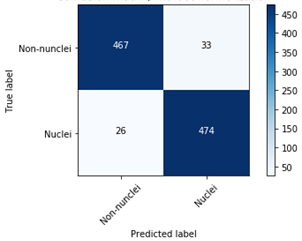 450
Non-nunclei
467
33
400
350
300
True label
250
200
Nuclei
26
474
150
100
50
Non-nunclei
Nuclei
Predicted label